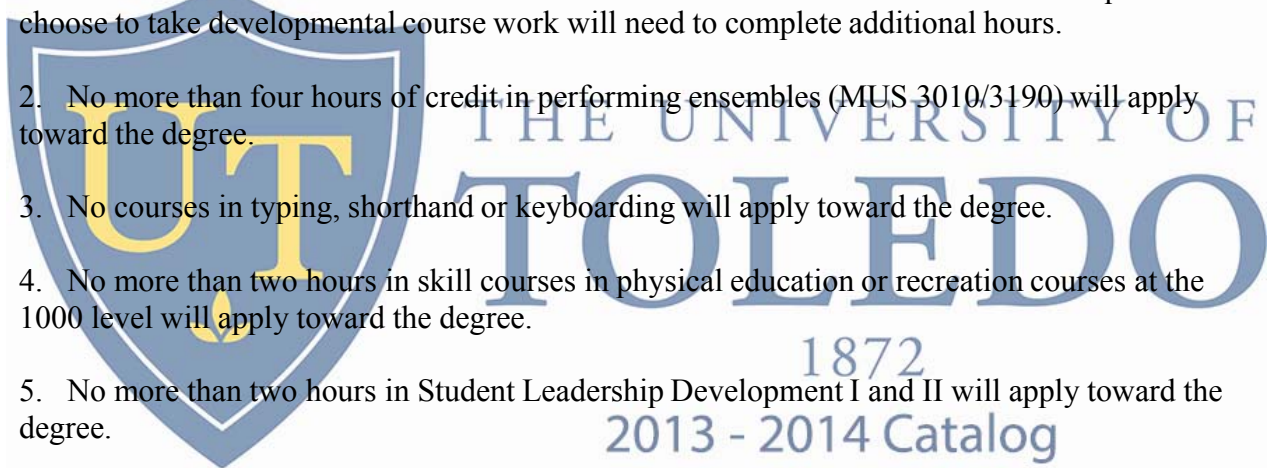 choose to take developmental course work will need to complete additional hours.
2. No more than four hours of credit in performing ensembles (MUS 3010/3190) will apply
toward the degree.
3. No courses in typing, shorthand or keyboarding will apply toward the degree.
4. No more than two hours in skill courses in physical education or recreation courses at the
1000 level will apply toward the degree.
5. No more than two hours in Student Leadership Development I and II will apply toward the
degree.
UT
THE UNIVERSITY OF
TOLEDO
1872
2013 - 2014 Catalog